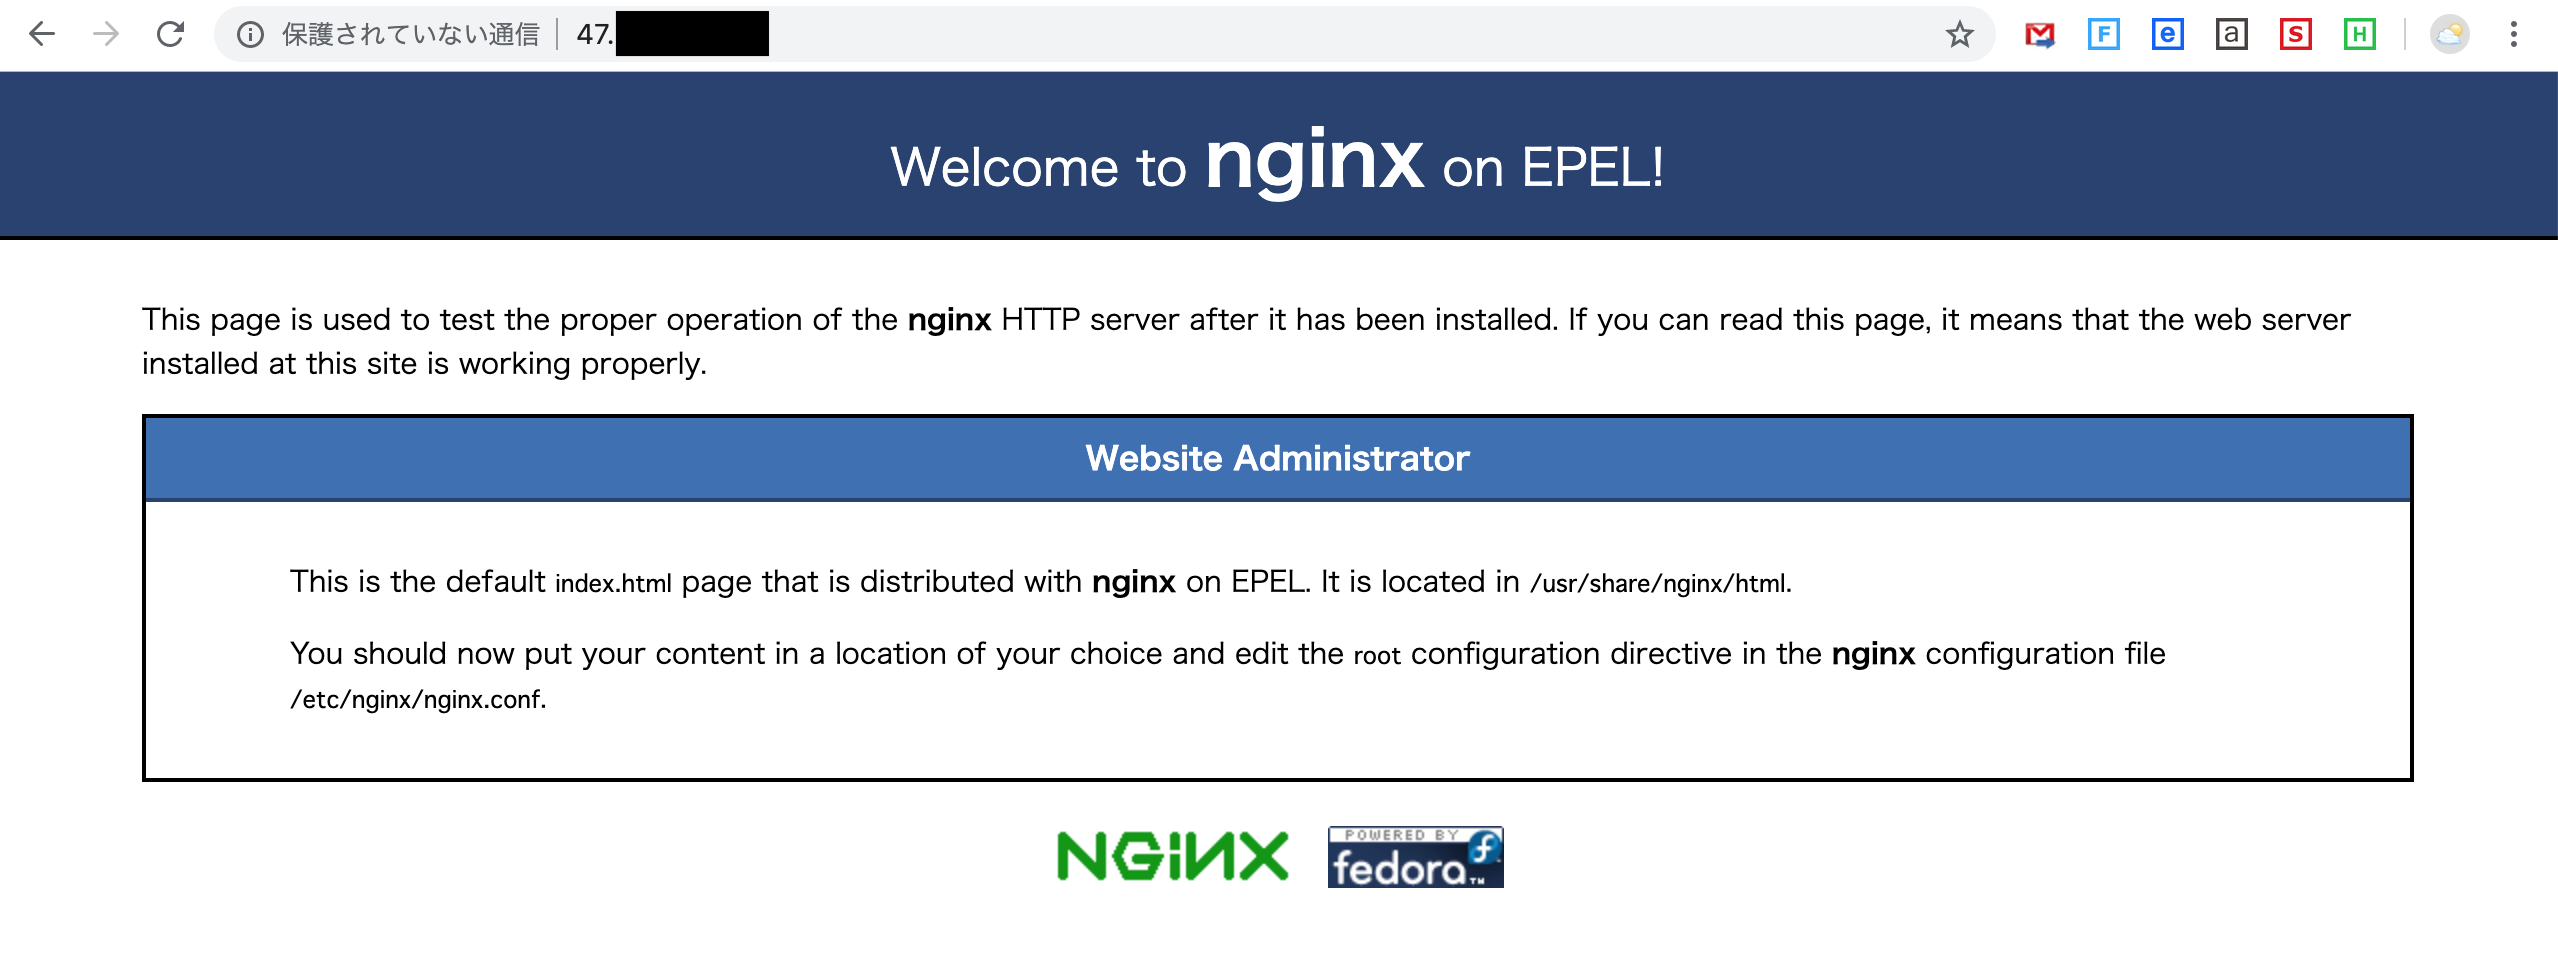 保護されていない通信 47.
F e a S H
Welcome to nginx on EPEL!
This page is used to test the proper operation of the nginx HTTP server after it has been installed. If you can read this page, it means that the web server
installed at this site is working properly.
Website Administrator
This is the default index.html page that is distributed with nginx on EPEL. It is located in /usr/share/nginx/html.
You should now put your content in a location of your choice and edit the root configuration directive in the nginx configuration file
/etc/nginx/nginx.conf.
NGINX
POWERED BY
fedora™